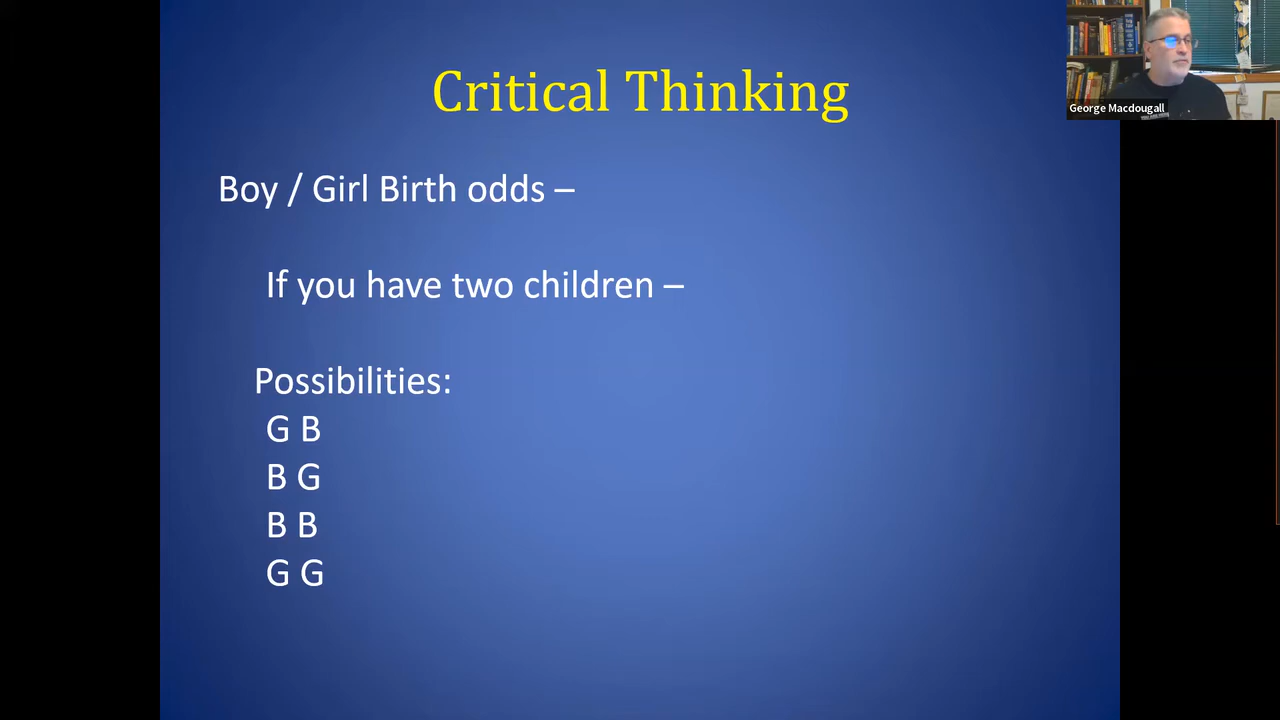 Critical Thinking
George Macdougall
Boy / Girl Birth odds –
If you have two children –
Possibilities:
G B
B G
B B
G G